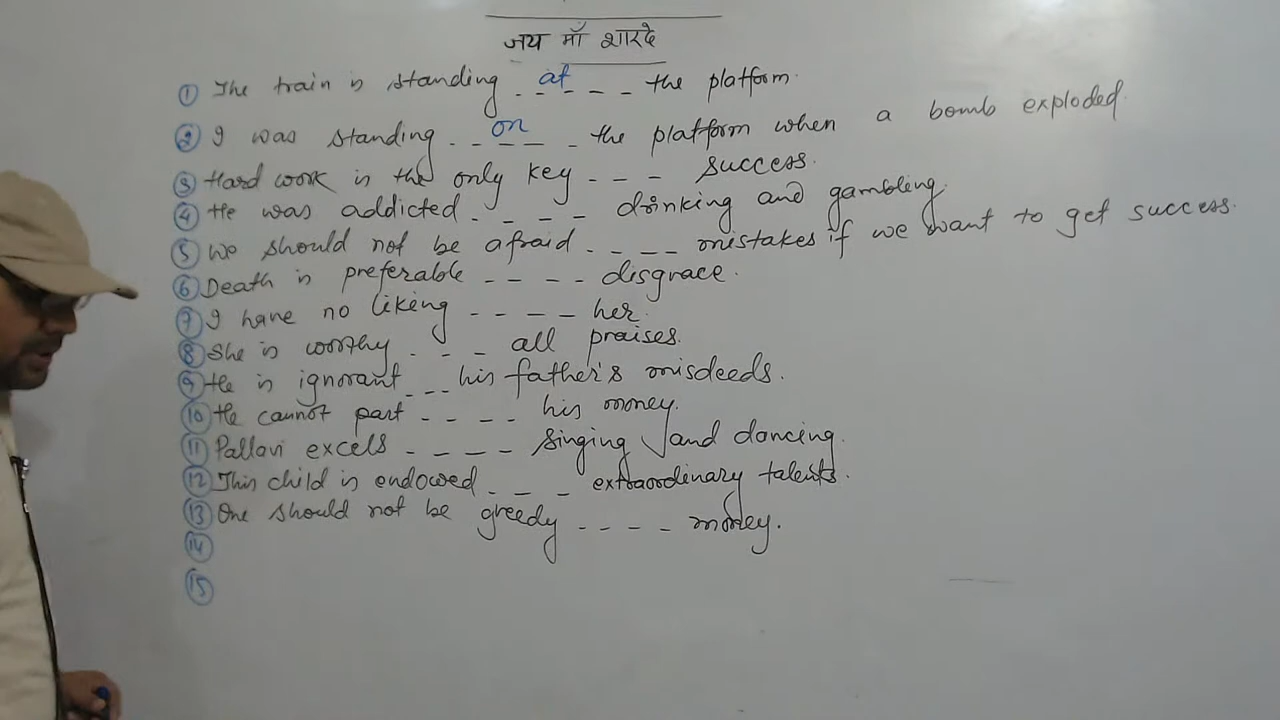 जय माँ शारदे
① The train is standing - at - - - the platform.
② I was standing - - on - - the platform when a bomb exploded.
③ Hard work is the only key - - - success.
④ He was addicted - - - - drinking and gambling.
⑤ We should not be afraid - - - - mistakes if we want to get success.
⑥ Death is preferable - - - - disgrace.
⑦ I have no liking - - - - her.
⑧ She is worthy - - - all praises.
⑨ He is ignorant - - - his father's misdeeds.
⑩ He cannot part - - - - his money.
⑪ Pallavi excels - - - - singing and dancing.
⑫ This child is endowed - - - extraordinary talents.
⑬ One should not be greedy - - - - money.
⑭
⑮